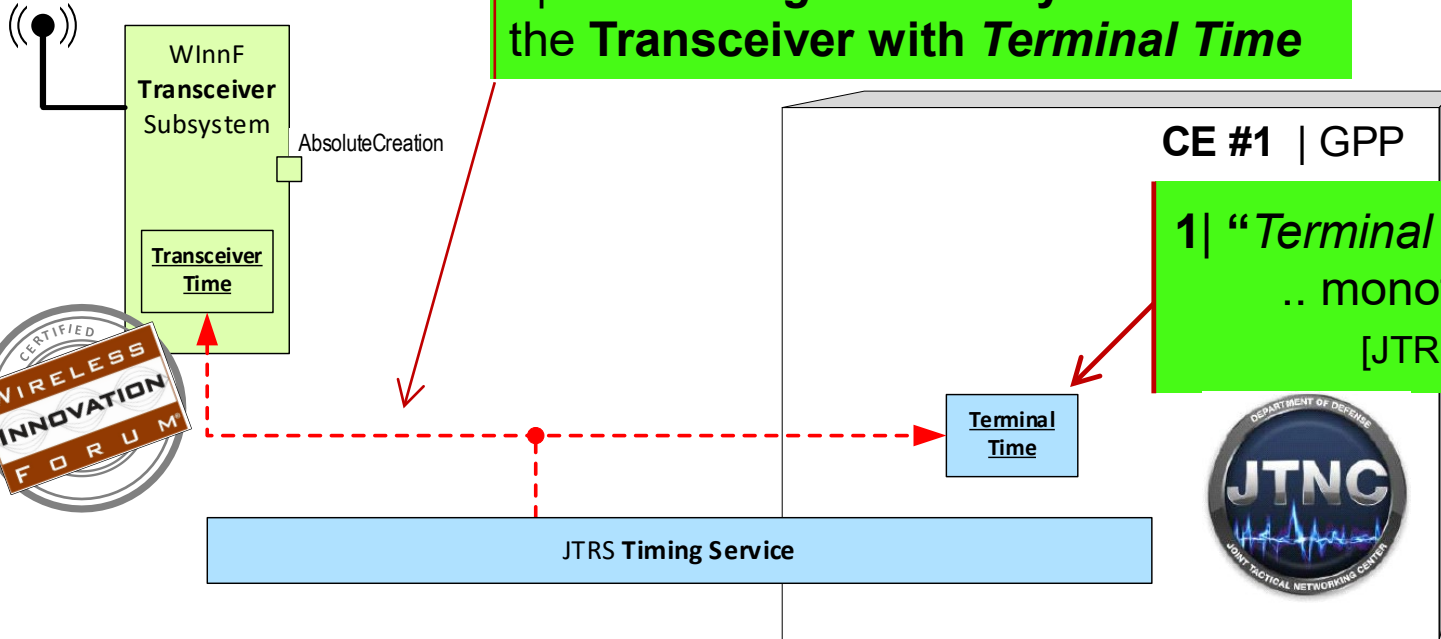 the Transceiver with Terminal Time
WInnF
Transceiver
Subsystem
AbsoluteCreation
CE #1 | GPP
1| “Terminal
.. mono
[JTR
Transceiver
Time
CERTIFIED
WIRELESS
INNOVATION
FORUM®
Terminal
Time
DEPARTMENT OF DEFENSE
JTNC
JOINT TACTICAL NETWORKING CENTER
JTRS Timing Service